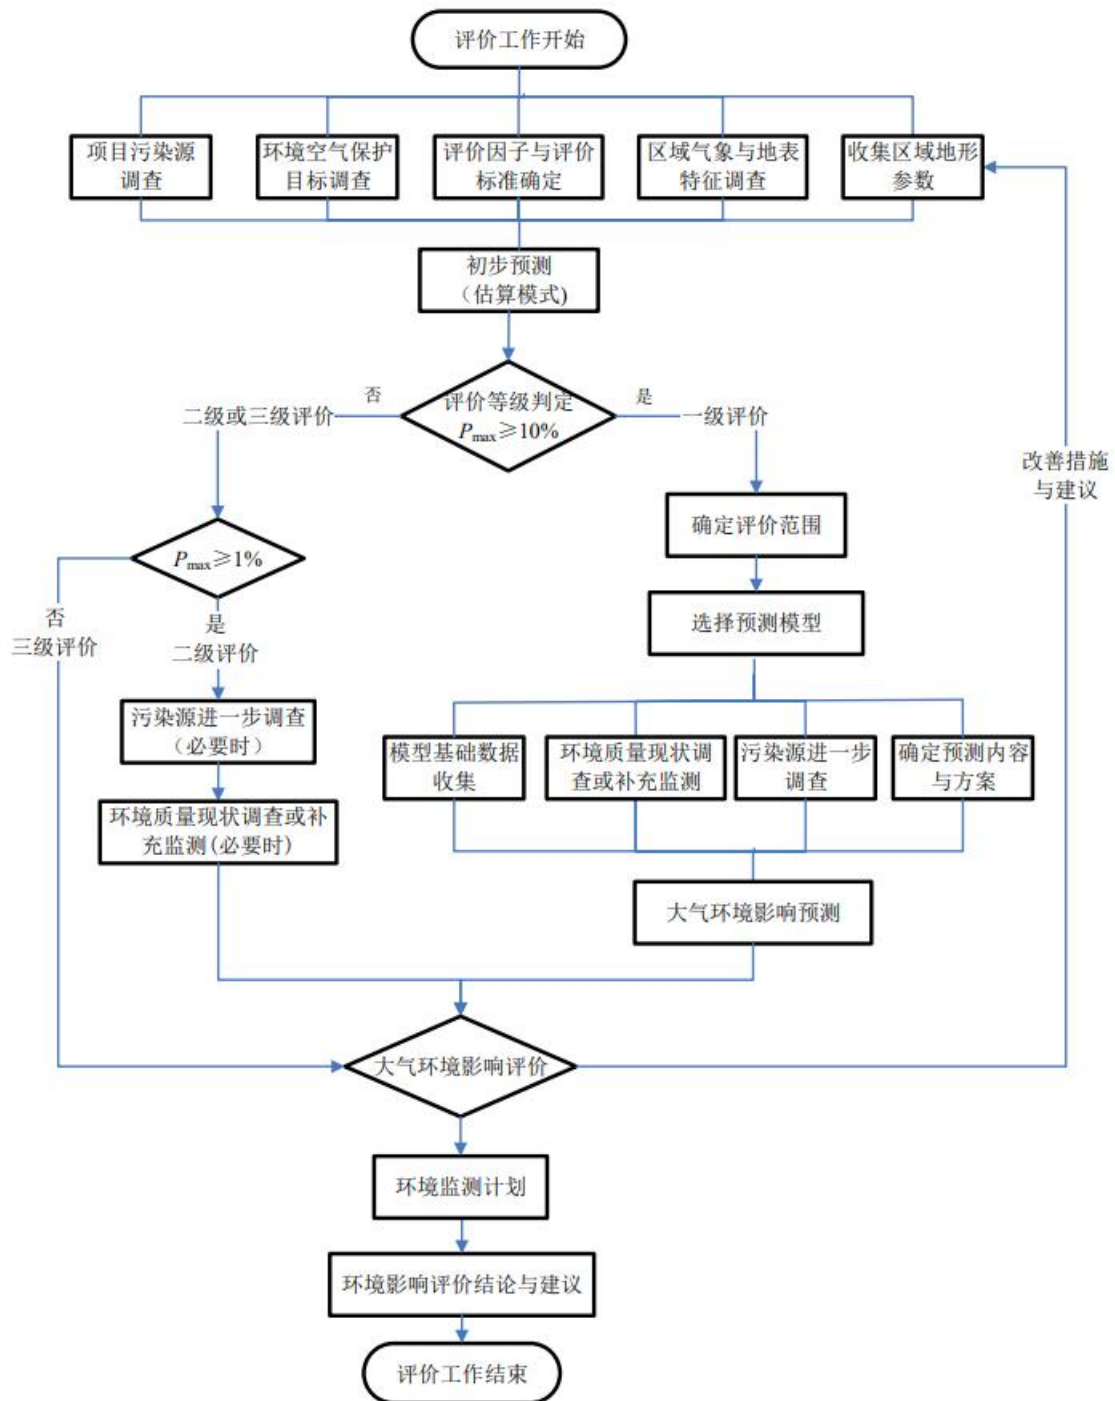 评价工作开始
项目污染源
调查
环境空气保护
目标调查
评价因子与评价
标准确定
区域气象与地表
特征调查
收集区域地形
参数
初步预测
（估算模式)
评价等级判定
Pmax≥10%
否
二级或三级评价
是
一级评价
改善措施
与建议
确定评价范围
Pmax≥1%
选择预测模型
否
三级评价
是
二级评价
污染源进一步调查
（必要时）
模型基础数据
收集
环境质量现状调
查或补充监测
污染源进一步
调查
确定预测内容
与方案
环境质量现状调查或补
充监测(必要时)
大气环境影响预测
大气环境影响评价
环境监测计划
环境影响评价结论与建议
评价工作结束